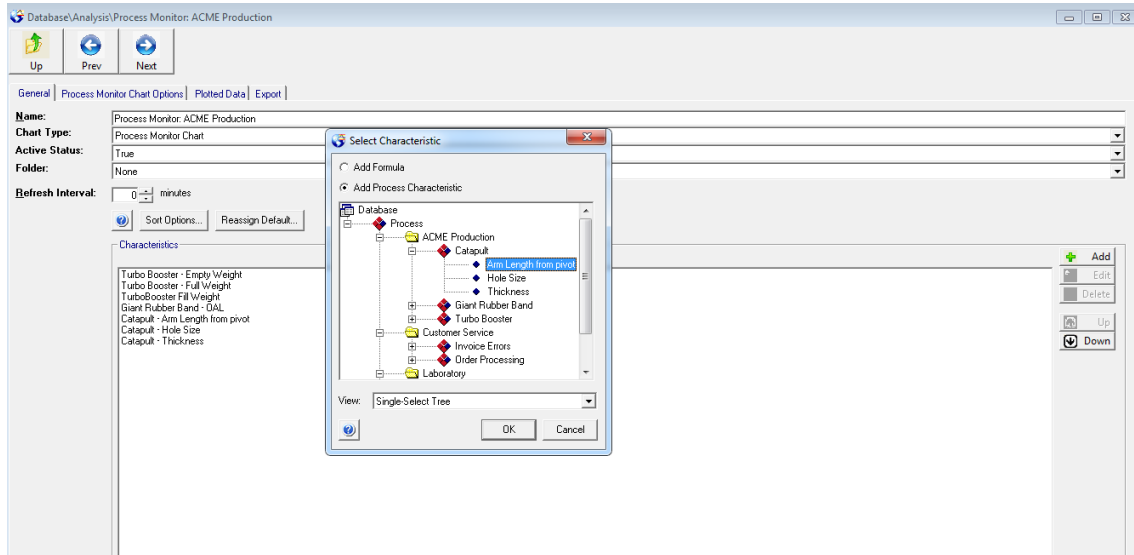 Database\Analysis\Process Monitor: ACME Production
Up Prev Next
General Process Monitor Chart Options Plotted Data Export
Name: Process Monitor: ACME Production
Chart Type: Process Monitor Chart
Active Status: True
Folder: None
Refresh Interval: 0 minutes
Sort Options... Reassign Default...
Characteristics
Turbo Booster - Empty Weight
Turbo Booster - Full Weight
TurboBooster Fill Weight
Giant Rubber Band - OAL
Catapult - Arm Length from pivot
Catapult - Hole Size
Catapult - Thickness
Add
Edit
Delete
Up
Down
Select Characteristic
Add Formula
Add Process Characteristic
Database
Process
ACME Production
Catapult
Arm Length from pivot
Hole Size
Thickness
Giant Rubber Band
Turbo Booster
Customer Service
Invoice Errors
Order Processing
Laboratory
View: Single-Select Tree
OK Cancel